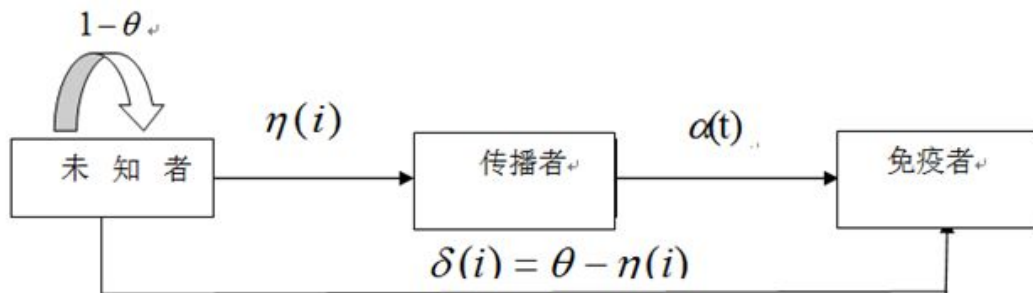 1-θ
η(i)
α(t)
未 知 者
传播者
免疫者
δ(i) = θ - η(i)